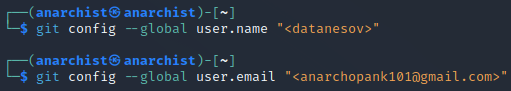 ┌──(anarchist㉿anarchist)-[~]
└─$ git config --global user.name "<datanesov>"
┌──(anarchist㉿anarchist)-[~]
└─$ git config --global user.email "<anarchopank101@gmail.com>"